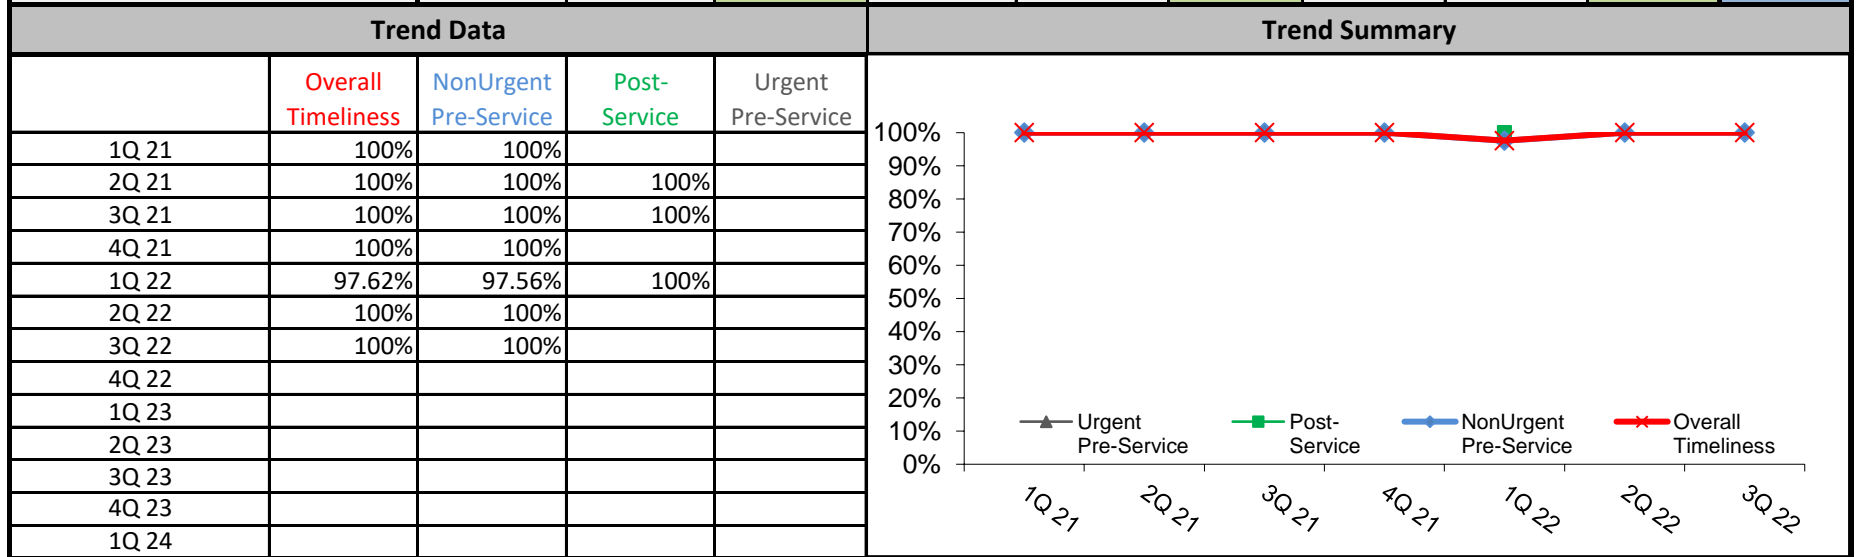 Trend Data
Trend Summary
Overall Timeliness NonUrgent Pre-Service Post-Service Urgent Pre-Service
1Q 21 100% 100%
2Q 21 100% 100% 100%
3Q 21 100% 100% 100%
4Q 21 100% 100%
1Q 22 97.62% 97.56% 100%
2Q 22 100% 100%
3Q 22 100% 100%
4Q 22
1Q 23
2Q 23
3Q 23
4Q 23
1Q 24
100%
90%
80%
70%
60%
50%
40%
30%
20%
10%
0%
Urgent Pre-Service
Post-Service
NonUrgent Pre-Service
Overall Timeliness
1Q 21 2Q 21 3Q 21 4Q 21 1Q 22 2Q 22 3Q 22